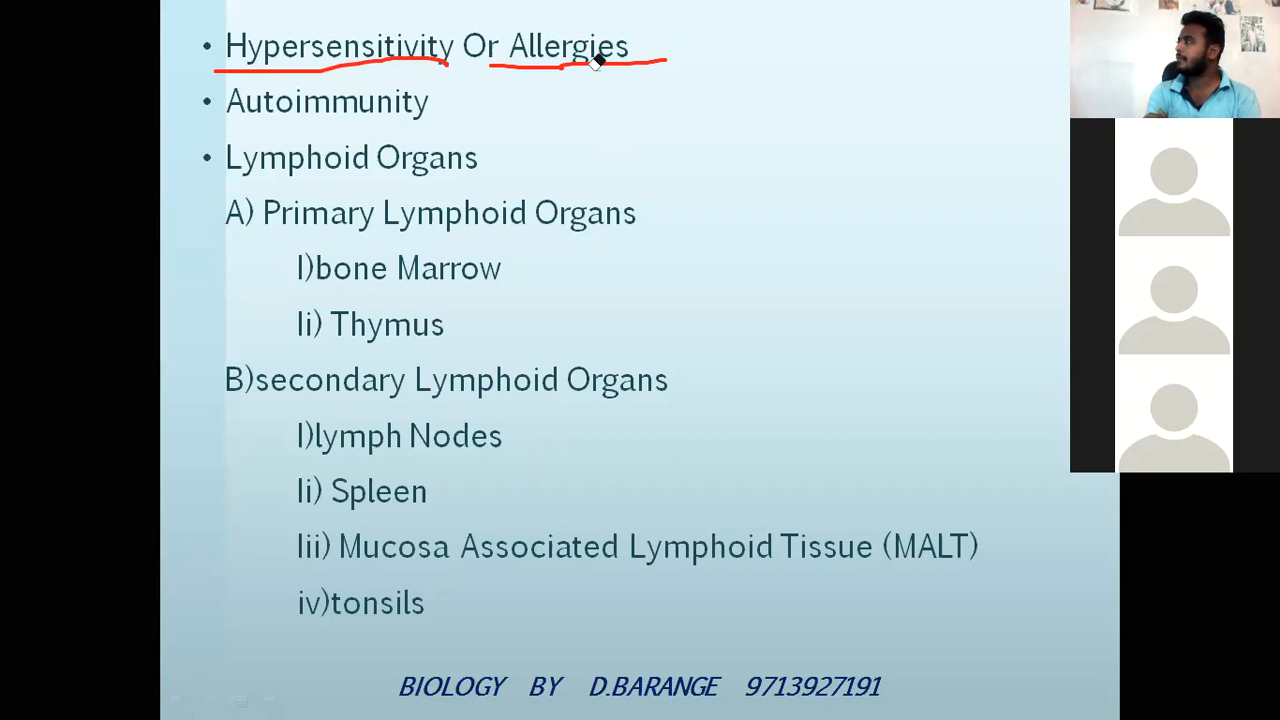 • Hypersensitivity Or Allergies
• Autoimmunity
• Lymphoid Organs
A) Primary Lymphoid Organs
I)bone Marrow
Ii) Thymus
B)secondary Lymphoid Organs
I)lymph Nodes
Ii) Spleen
Iii) Mucosa Associated Lymphoid Tissue (MALT)
iv)tonsils
BIOLOGY BY D.BARANGE 9713927191